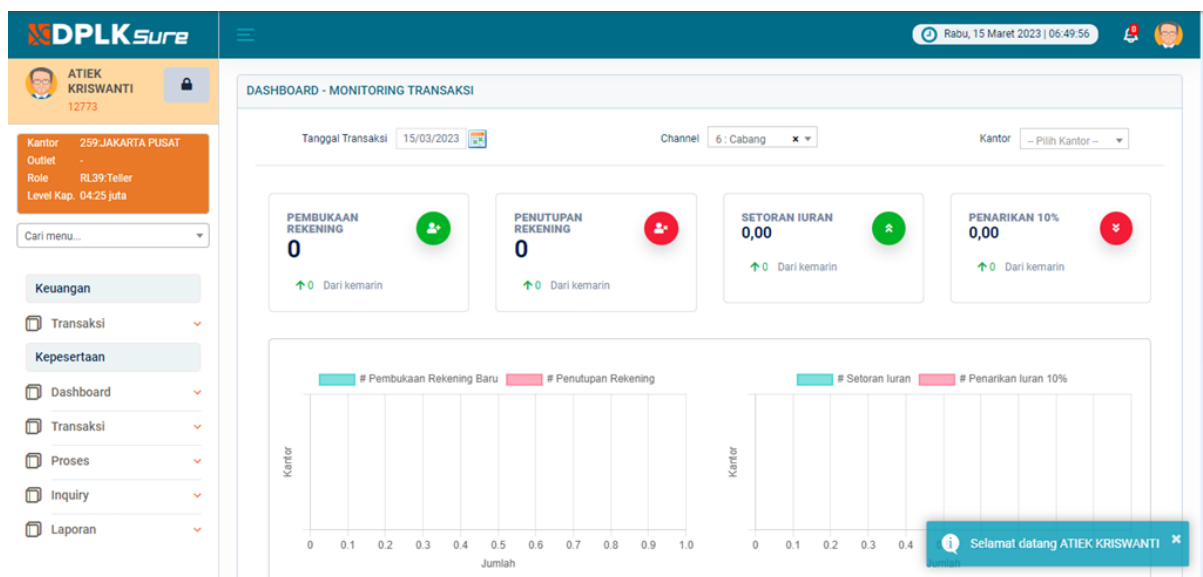 DPLKSure
Rabu, 15 Maret 2023 | 06:49:56
ATIEK
KRISWANTI
12773
Kantor 259:JAKARTA PUSAT
Outlet -
Role RL39:Teller
Level Kap. 04:25 juta
Cari menu...
Keuangan
Transaksi
Kepesertaan
Dashboard
Transaksi
Proses
Inquiry
Laporan
DASHBOARD - MONITORING TRANSAKSI
Tanggal Transaksi 15/03/2023
Channel 6 : Cabang x
Kantor -- Pilih Kantor --
PEMBUKAAN
REKENING
0
0 Dari kemarin
PENUTUPAN
REKENING
0
0 Dari kemarin
SETORAN IURAN
0,00
0 Dari kemarin
PENARIKAN 10%
0,00
0 Dari kemarin
# Pembukaan Rekening Baru # Penutupan Rekening
Kantor
0 0.1 0.2 0.3 0.4 0.5 0.6 0.7 0.8 0.9 1.0
Jumlah
# Setoran Iuran # Penarikan Iuran 10%
Kantor
0 0.1 0.2 0.3 0.4
Jumlah
Selamat datang ATIEK KRISWANTI ×